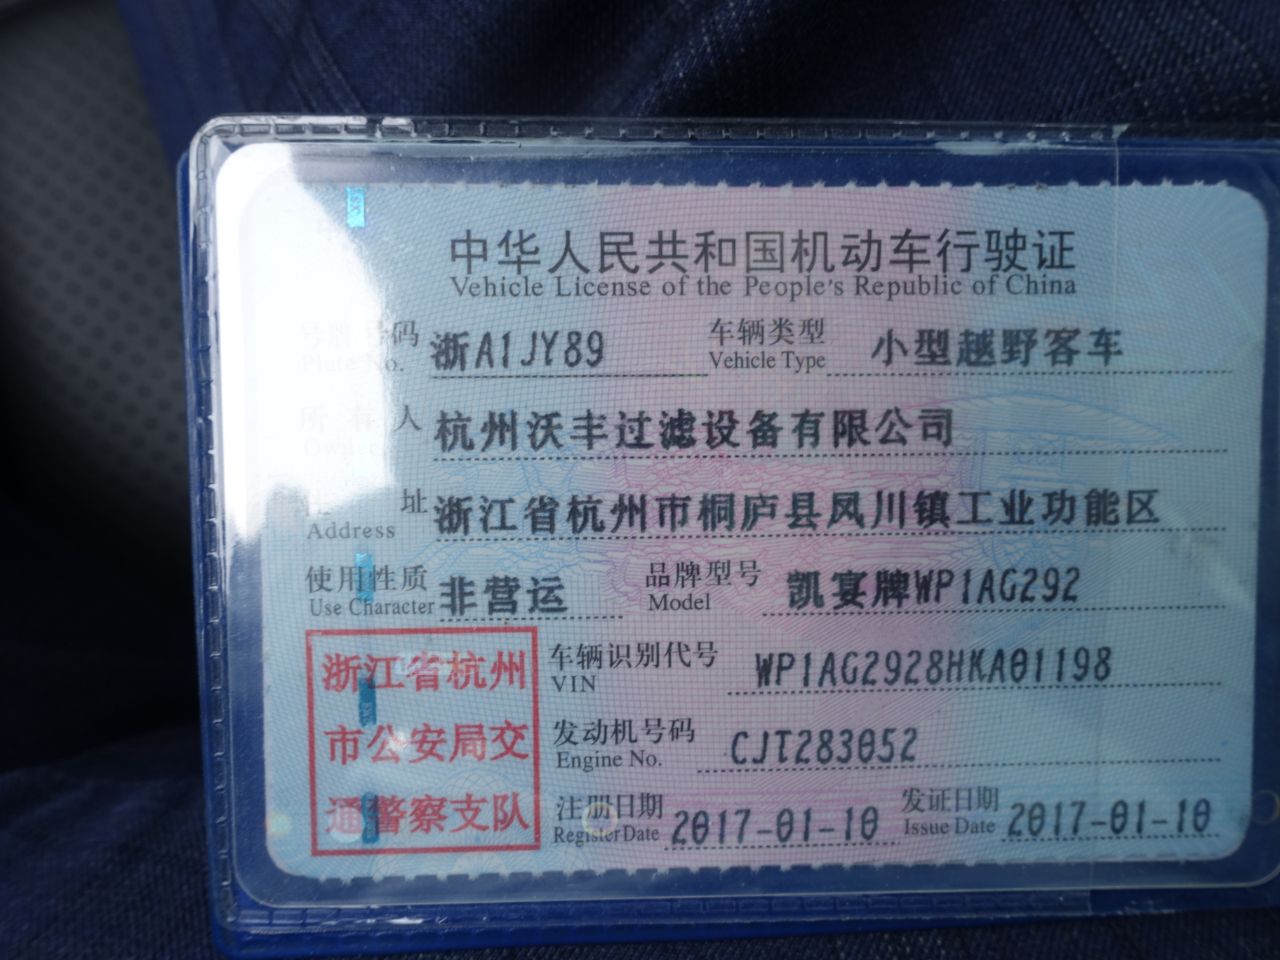 中华人民共和国机动车行驶证
Vehicle License of the People's Republic of China
号牌号码 浙A1JY89 车辆类型 小型越野客车
Plate No. Vehicle Type
所有人 杭州沃丰过滤设备有限公司
Owner
住址 浙江省杭州市桐庐县凤川镇工业功能区
Address
使用性质 非营运 品牌型号 凯宴牌WP1AG292
Use Character Model
车辆识别代号 WP1AG2928HKA01198
VIN
发动机号码 CJT283052
Engine No.
注册日期 2017-01-10 发证日期 2017-01-10
Register Date Issue Date
浙江省杭州
市公安局交
通警察支队